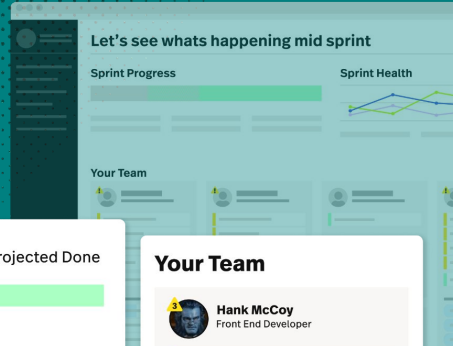 Let's see whats happening mid sprint
Sprint Progress
Sprint Health
Your Team
rojected Done
Your Team
3
Hank McCoy
Front End Developer